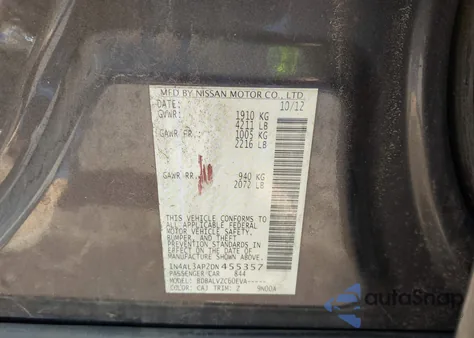 MFD BY NISSAN MOTOR CO., LTD.
DATE: 10/12
GVWR: 1910 KG
4211 LB
GAWR FR. 1005 KG
2216 LB
GAWR RR. 940 KG
2072 LB
THIS VEHICLE CONFORMS TO
ALL APPLICABLE FEDERAL
MOTOR VEHICLE SAFETY,
BUMPER, AND THEFT
PREVENTION STANDARDS IN
EFFECT ON THE DATE OF
MANUFACTURE SHOWN ABOVE.
1N4AL3AP2DN455357
PASSENGER CAR 844
MODEL: BDBALVZC6DEVA-----
COLOR: CAJ TRIM: Z
AutoSnap